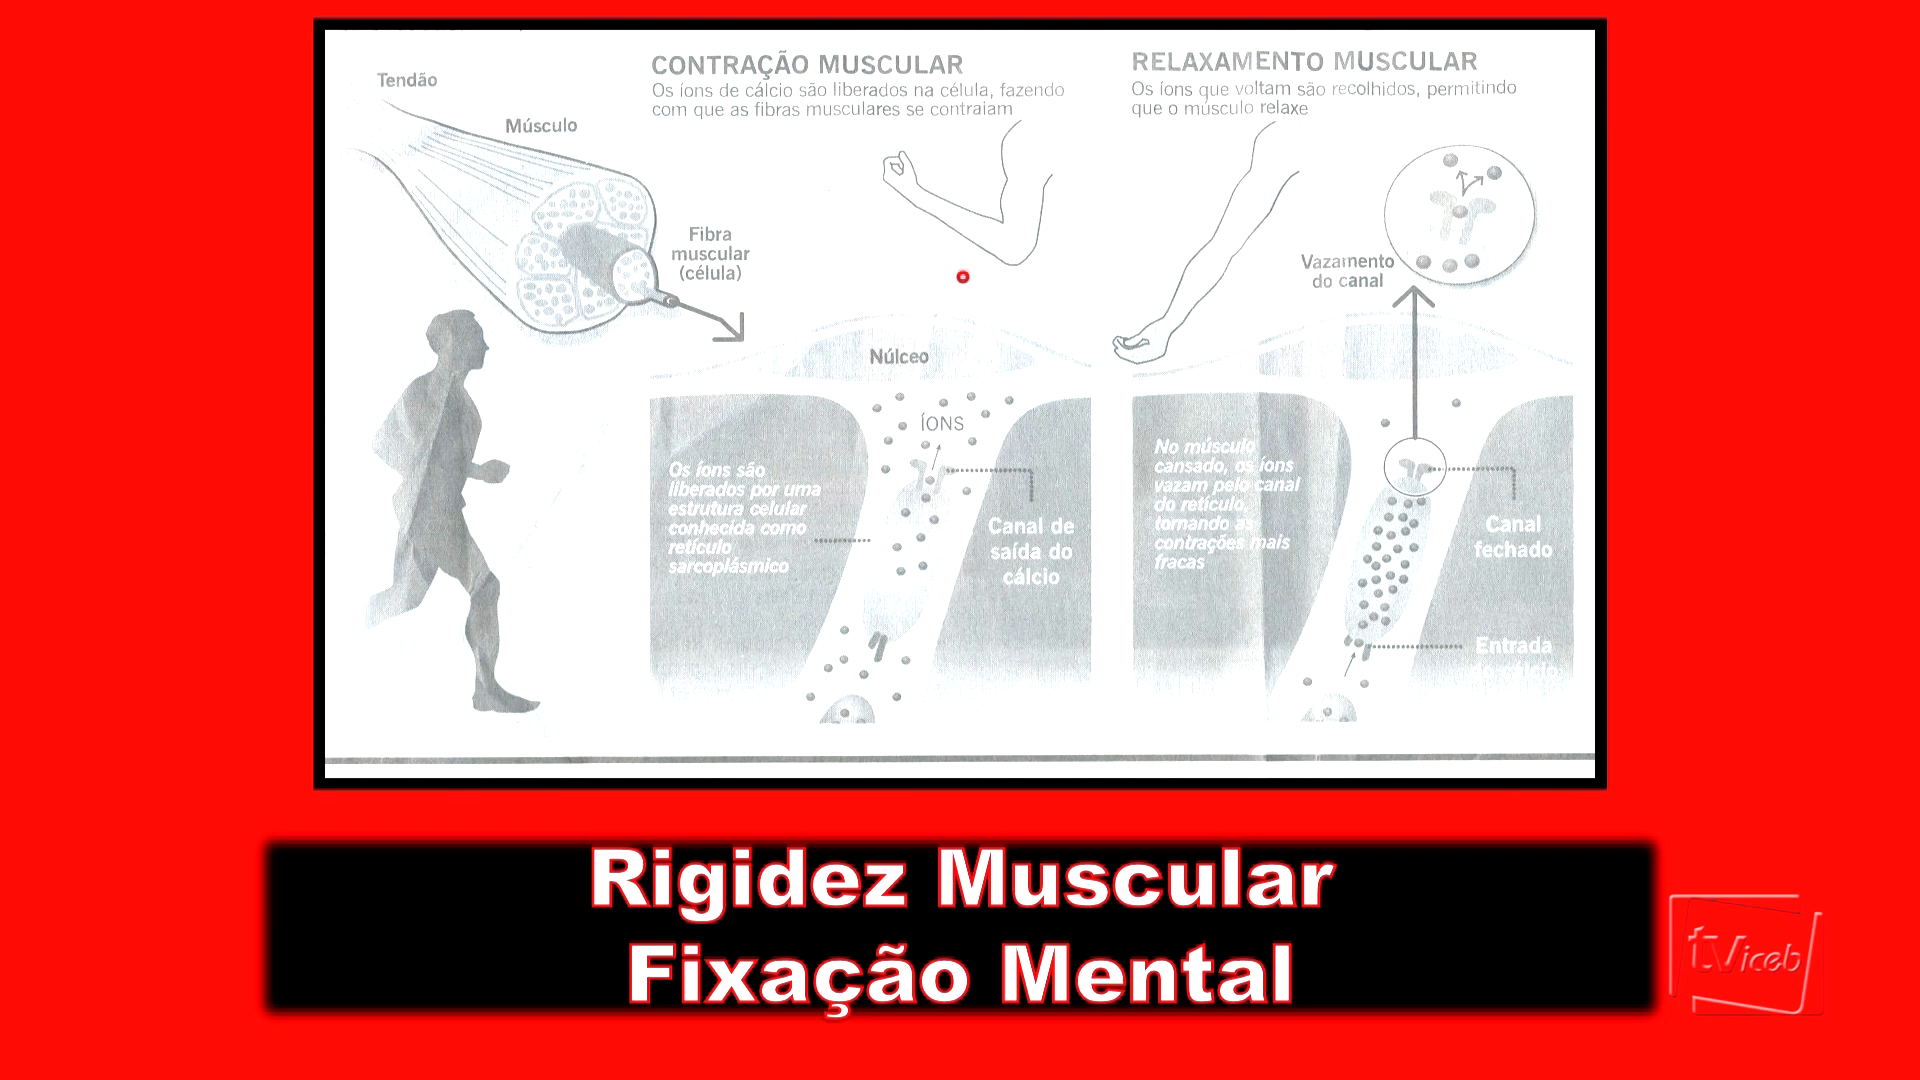 Tendão
Músculo
Fibra
muscular
(célula)
CONTRAÇÃO MUSCULAR
Os íons de cálcio são liberados na célula, fazendo
com que as fibras musculares se contraiam
Núlceo
ÍONS
Os íons são
liberados por uma
estrutura celular
conhecida como
retículo
sarcoplásmico
Canal de
saída do
cálcio
RELAXAMENTO MUSCULAR
Os íons que voltam são recolhidos, permitindo
que o músculo relaxe
Vazamento
do canal
No músculo
cansado, os íons
vazam pelo canal
do retículo,
tornando as
contrações mais
fracas
Canal
fechado
Entrada
Rigidez Muscular
Fixação Mental
tviceb